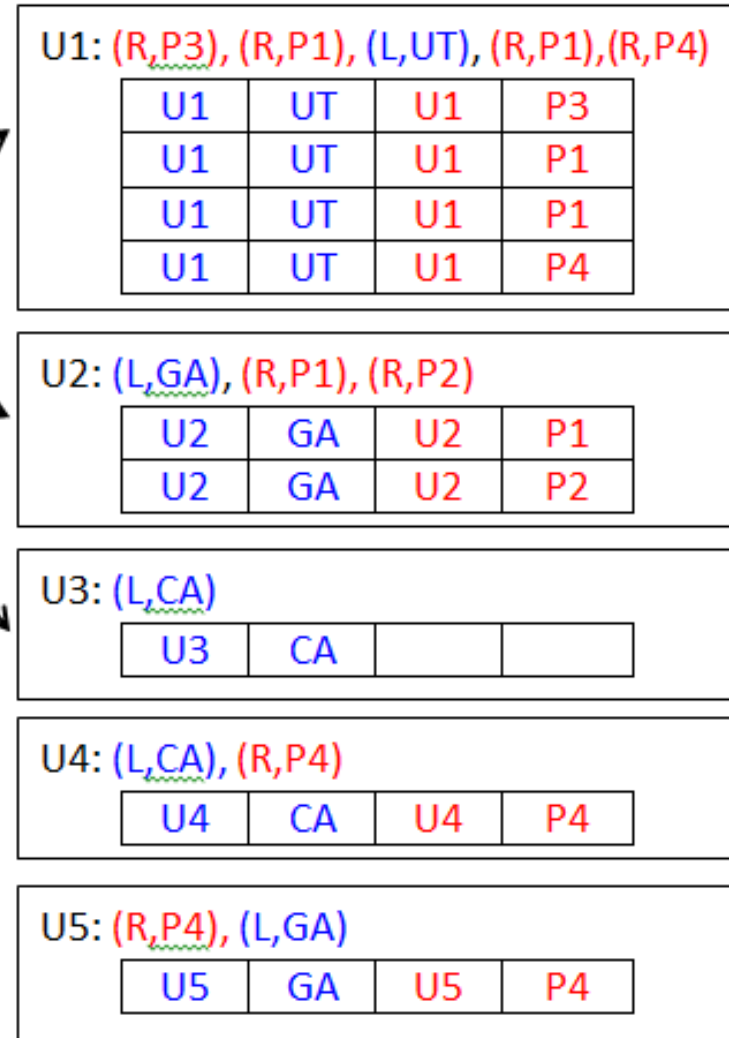 U1: (R,P3), (R,P1), (L,UT), (R,P1),(R,P4)
U1 UT U1 P3
U1 UT U1 P1
U1 UT U1 P1
U1 UT U1 P4
U2: (L,GA), (R,P1), (R,P2)
U2 GA U2 P1
U2 GA U2 P2
U3: (L,CA)
U3 CA
U4: (L,CA), (R,P4)
U4 CA U4 P4
U5: (R,P4), (L,GA)
U5 GA U5 P4